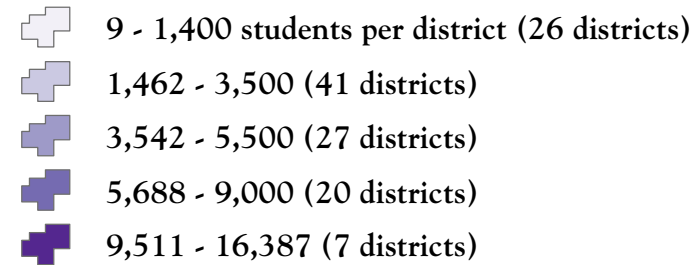 9 - 1,400 students per district (26 districts)
1,462 - 3,500 (41 districts)
3,542 - 5,500 (27 districts)
5,688 - 9,000 (20 districts)
9,511 - 16,387 (7 districts)